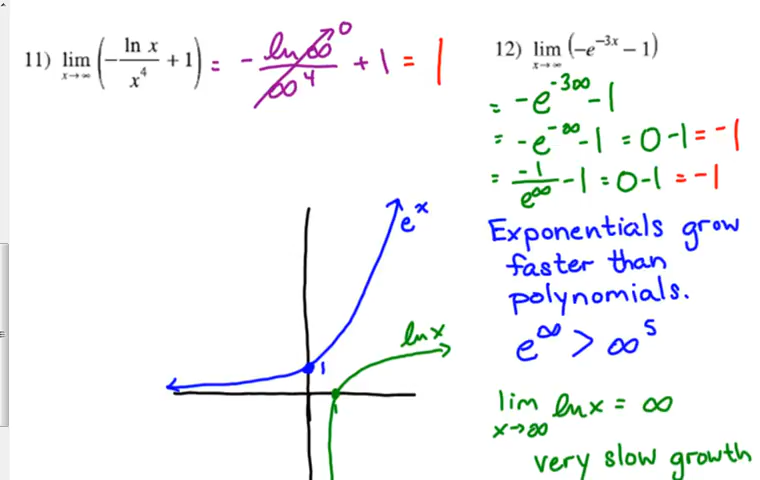 11) lim x→∞ (− ln x / x⁴ + 1) = − ln ∞ / ∞⁴ ↗ 0 + 1 = 1
12) lim x→∞ (−e⁻³ˣ − 1)
= −e^(−3∞) − 1
= −e^(−∞) − 1 = 0 − 1 = −1
= −1 / e^∞ − 1 = 0 − 1 = −1
eˣ
ln x
1
1
Exponentials grow
faster than
polynomials.
e^∞ > ∞⁵
lim x→∞ ln x = ∞
very slow growth